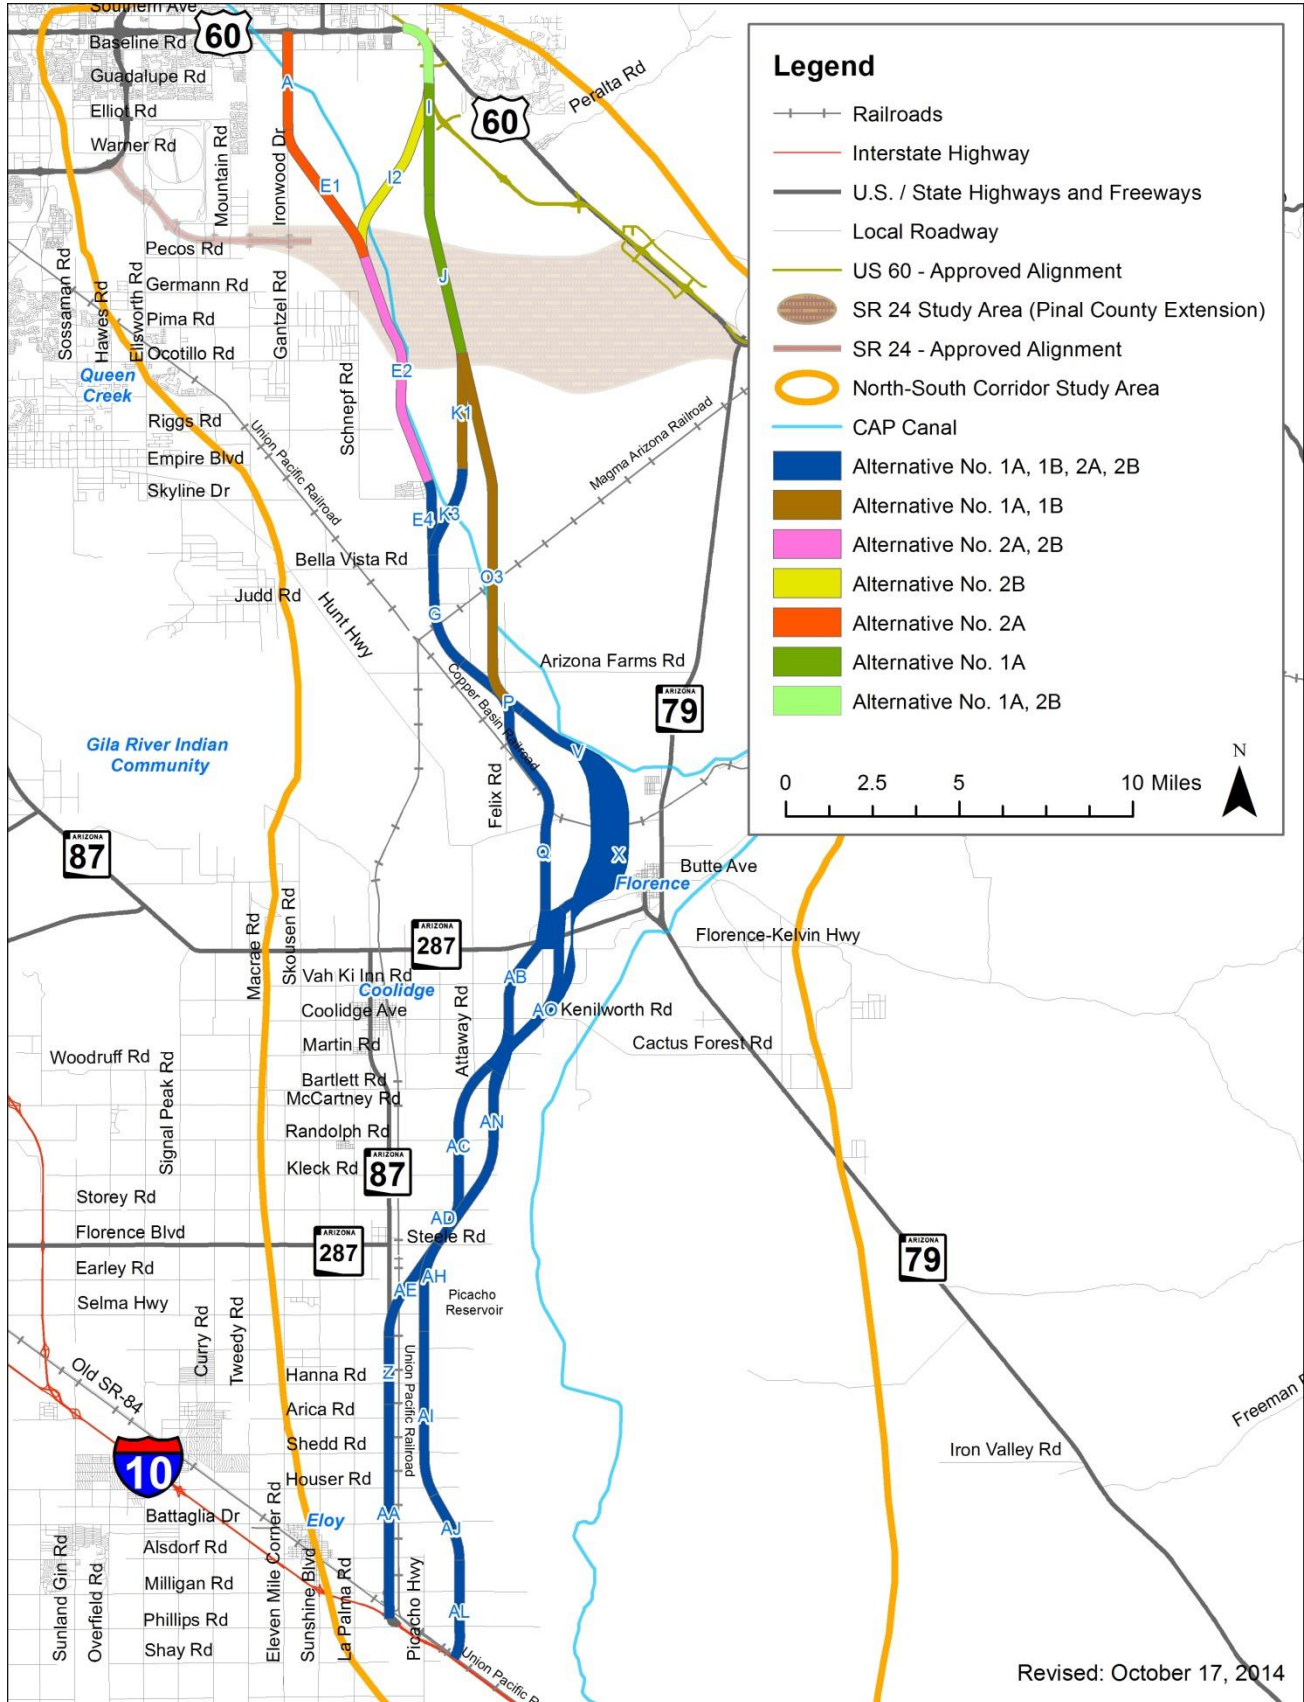 Southern Ave
Baseline Rd
60
Guadalupe Rd
Elliot Rd
Warner Rd
Mountain Rd
Ironwood Dr
A
I
60
Peralta Rd
E1
I2
Pecos Rd
Germann Rd
Pima Rd
Ocotillo Rd
Sossaman Rd
Hawes Rd
Ellsworth Rd
Gantzel Rd
Schnepf Rd
Queen
Creek
J
E2
K1
Riggs Rd
Empire Blvd
Skyline Dr
Union Pacific Railroad
Magma Arizona Railroad
E4
K3
Bella Vista Rd
O3
Judd Rd
Hunt Hwy
G
Arizona Farms Rd
Copper Basin Railroad
P
V
ARIZONA
79
Gila River Indian
Community
Felix Rd
ARIZONA
87
Q
X
Butte Ave
Florence
Macrae Rd
Skousen Rd
ARIZONA
287
Florence-Kelvin Hwy
Vah Ki Inn Rd
AB
Coolidge
Coolidge Ave
Attaway Rd
AO
Kenilworth Rd
Martin Rd
Cactus Forest Rd
Woodruff Rd
Signal Peak Rd
Bartlett Rd
McCartney Rd
Randolph Rd
AN
AC
Kleck Rd
ARIZONA
87
Storey Rd
AD
Florence Blvd
ARIZONA
287
Steele Rd
ARIZONA
79
Earley Rd
AH
AE
Selma Hwy
Picacho
Reservoir
Curry Rd
Tweedy Rd
Old SR-84
Hanna Rd
Z
Union Pacific Railroad
Arica Rd
AI
Shedd Rd
Houser Rd
Iron Valley Rd
10
Battaglia Dr
Eloy
AA
AJ
Alsdorf Rd
Milligan Rd
Phillips Rd
Shay Rd
Sunland Gin Rd
Overfield Rd
Eleven Mile Corner Rd
Sunshine Blvd
La Palma Rd
Picacho Hwy
AL
Union Pacific
Freeman
Legend
Railroads
Interstate Highway
U.S. / State Highways and Freeways
Local Roadway
US 60 - Approved Alignment
SR 24 Study Area (Pinal County Extension)
SR 24 - Approved Alignment
North-South Corridor Study Area
CAP Canal
Alternative No. 1A, 1B, 2A, 2B
Alternative No. 1A, 1B
Alternative No. 2A, 2B
Alternative No. 2B
Alternative No. 2A
Alternative No. 1A
Alternative No. 1A, 2B
N
0 2.5 5 10 Miles
Revised: October 17, 2014